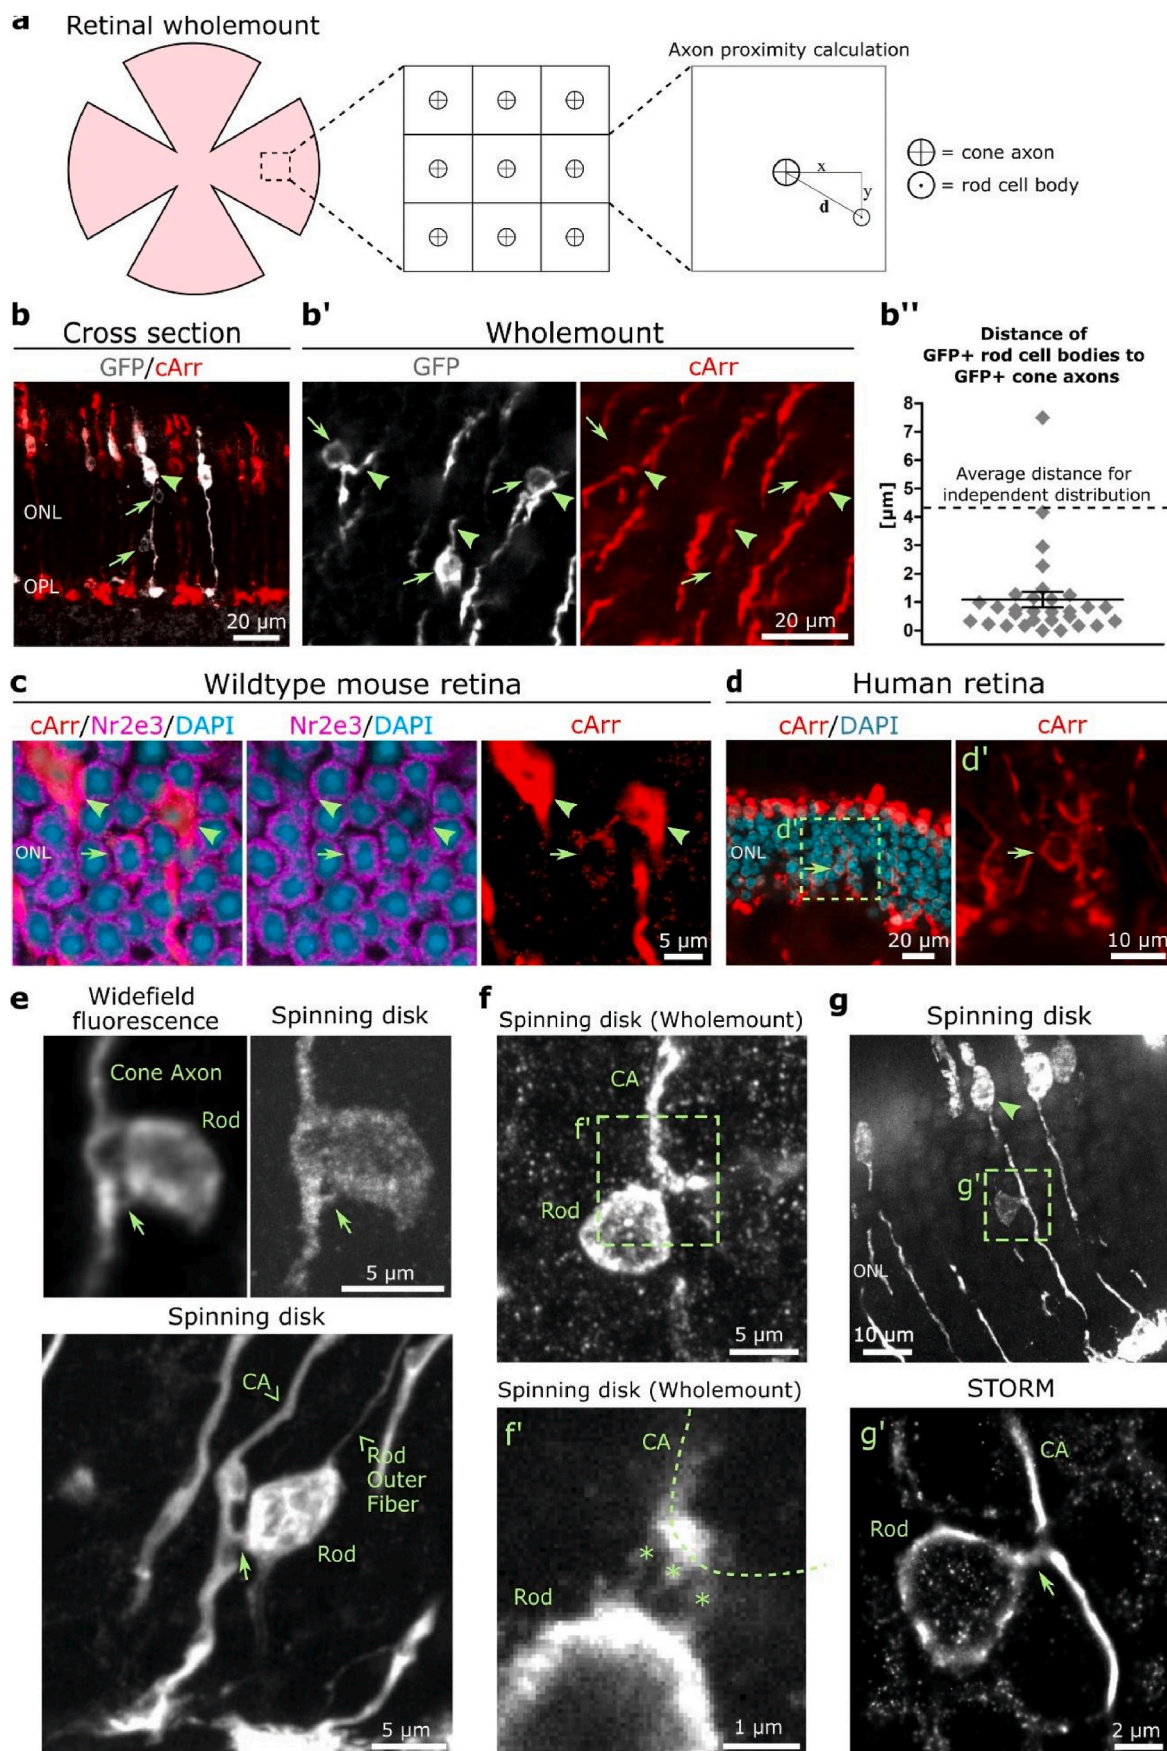 a
Retinal wholemount
Axon proximity calculation
x
y
d
= cone axon
= rod cell body
b
Cross section
GFP/cArr
ONL
OPL
20 µm
b'
Wholemount
GFP
cArr
20 µm
b''
Distance of
GFP+ rod cell bodies to
GFP+ cone axons
8
7
6
5
4
3
2
1
0
[µm]
Average distance for
independent distribution
c
Wildtype mouse retina
cArr/Nr2e3/DAPI
Nr2e3/DAPI
cArr
ONL
5 µm
d
Human retina
cArr/DAPI
cArr
d'
ONL
20 µm
d'
10 µm
e
Widefield
fluorescence
Spinning disk
Cone Axon
Rod
5 µm
Spinning disk
CA
Rod
Outer
Fiber
Rod
5 µm
f
Spinning disk (Wholemount)
CA
f'
Rod
5 µm
Spinning disk (Wholemount)
f'
CA
*
*
*
Rod
1 µm
g
Spinning disk
g'
ONL
10 µm
STORM
g'
CA
Rod
2 µm